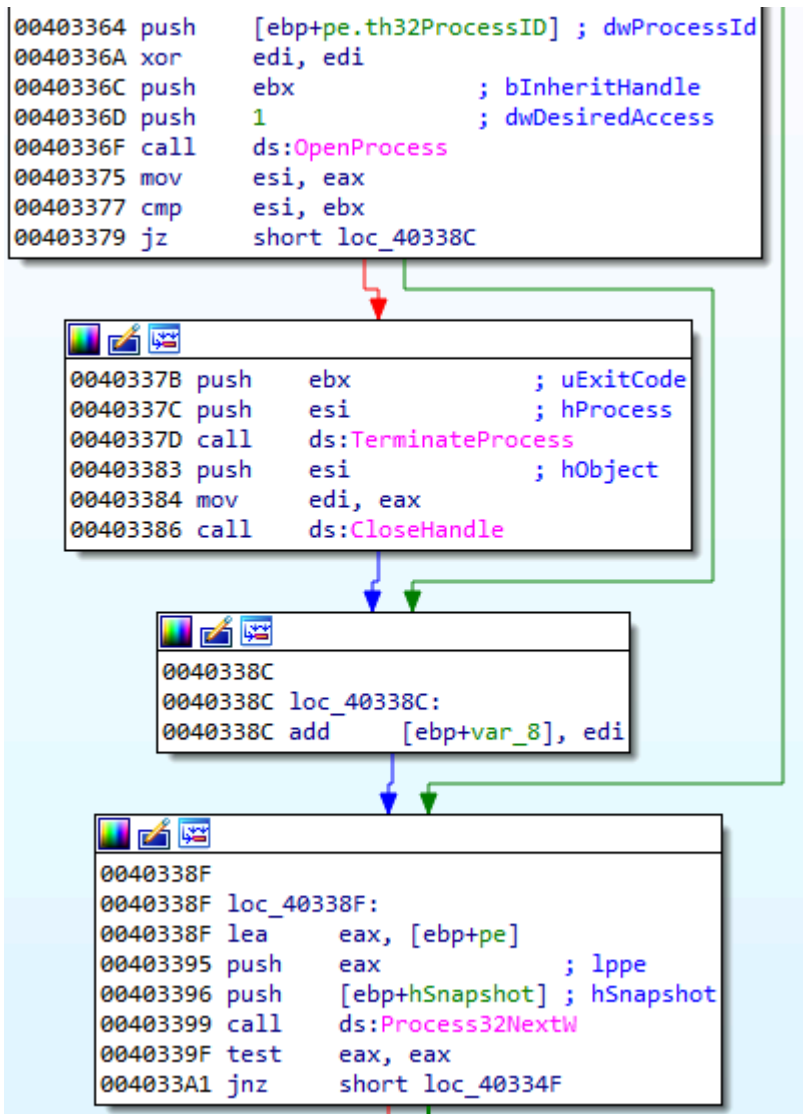 00403364 push [ebp+pe.th32ProcessID] ; dwProcessId
0040336A xor edi, edi
0040336C push ebx ; bInheritHandle
0040336D push 1 ; dwDesiredAccess
0040336F call ds:OpenProcess
00403375 mov esi, eax
00403377 cmp esi, ebx
00403379 jz short loc_40338C
0040337B push ebx ; uExitCode
0040337C push esi ; hProcess
0040337D call ds:TerminateProcess
00403383 push esi ; hObject
00403384 mov edi, eax
00403386 call ds:CloseHandle
0040338C
0040338C loc_40338C:
0040338C add [ebp+var_8], edi
0040338F
0040338F loc_40338F:
0040338F lea eax, [ebp+pe]
00403395 push eax ; lppe
00403396 push [ebp+hSnapshot] ; hSnapshot
00403399 call ds:Process32NextW
0040339F test eax, eax
004033A1 jnz short loc_40334F